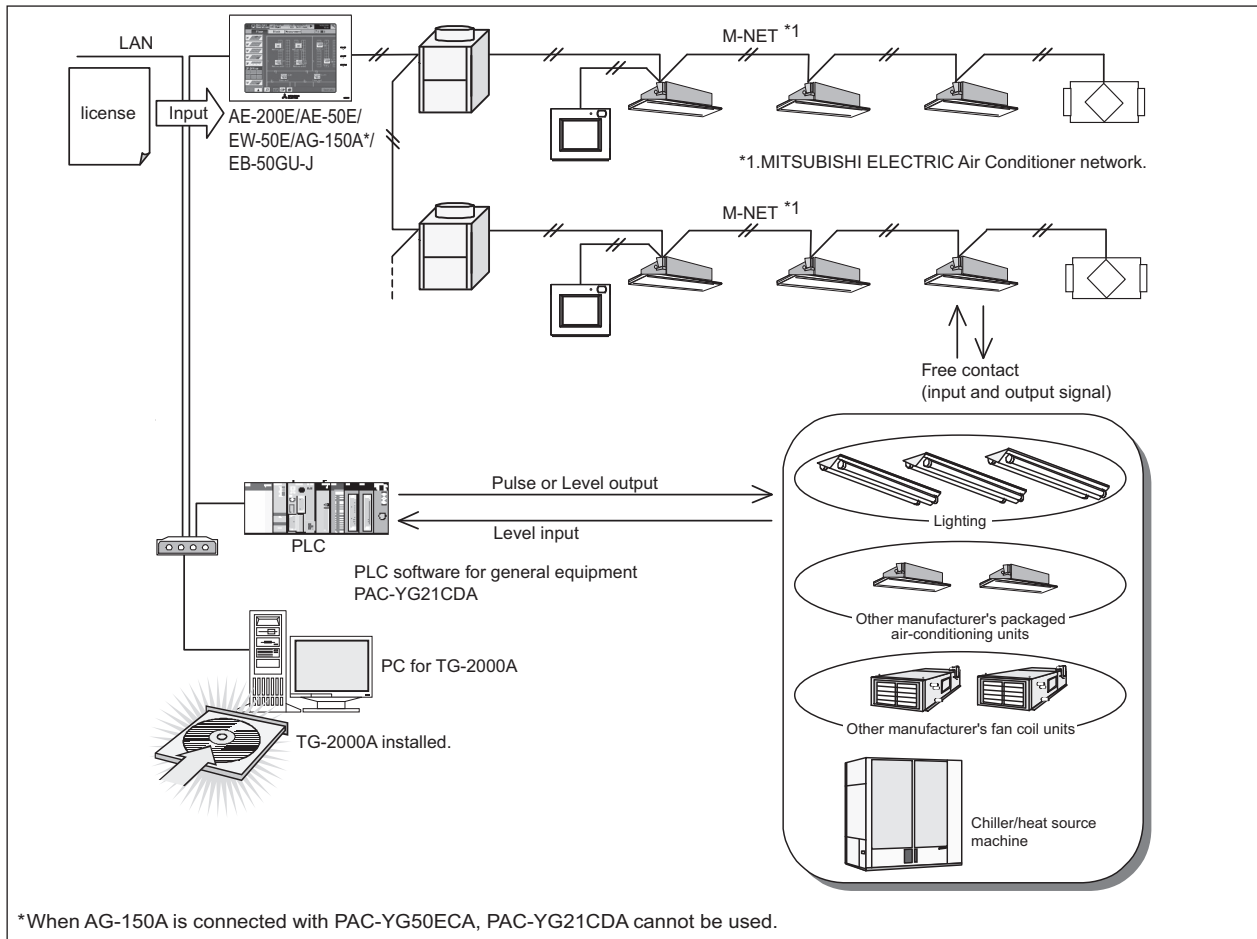 LAN
M-NET *1
license
Input
AE-200E/AE-50E/
EW-50E/AG-150A*/
EB-50GU-J
*1.MITSUBISHI ELECTRIC Air Conditioner network.
M-NET *1
Free contact
(input and output signal)
Pulse or Level output
Level input
PLC
PLC software for general equipment
PAC-YG21CDA
PC for TG-2000A
TG-2000A installed.
Lighting
Other manufacturer's packaged
air-conditioning units
Other manufacturer's fan coil units
Chiller/heat source
machine
*When AG-150A is connected with PAC-YG50ECA, PAC-YG21CDA cannot be used.